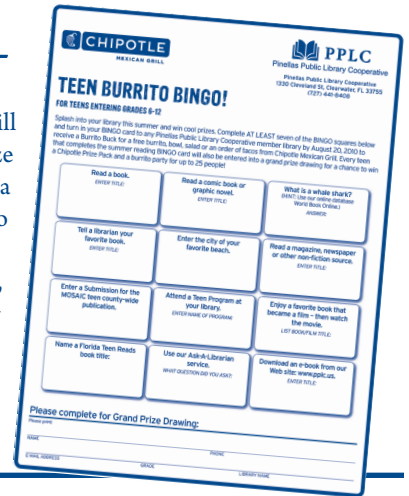 ill
ze
a
o
CHIPOTLE
MEXICAN GRILL
PPLC
Pinellas Public Library Cooperative
Pinellas Public Library Cooperative
1330 Cleveland St, Clearwater, FL 33755
(727) 441-8408
TEEN BURRITO BINGO!
FOR TEENS ENTERING GRADES 6-12
Splash into your library this summer and win cool prizes. Complete AT LEAST seven of the BINGO squares below
and turn in your BINGO card to any Pinellas Public Library Cooperative member library by August 20, 2010 to
receive a Burrito Buck for a free burrito, bowl, salad or an order of tacos from Chipotle Mexican Grill. Every teen
that completes the summer reading BINGO card will also be entered into a grand prize drawing for a chance to win
a Chipotle Prize Pack and a burrito party for up to 25 people!
Read a book.
ENTER TITLE:
Read a comic book or
graphic novel.
ENTER TITLE:
What is a whale shark?
(HINT: Use our online database
World Book Online.)
ANSWER:
Tell a librarian your
favorite book.
ENTER TITLE:
Enter the city of your
favorite beach.
Read a magazine, newspaper
or other non-fiction source.
ENTER TITLE:
Enter a Submission for the
MOSAIC teen county-wide
publication.
Attend a Teen Program at
your library.
ENTER NAME OF PROGRAM:
Enjoy a favorite book that
became a film – then watch
the movie.
LIST BOOK/FILM TITLE:
Name a Florida Teen Reads
book title:
Use our Ask-A-Librarian
service.
WHAT QUESTION DID YOU ASK?:
Download an e-book from our
Web site: www.pplc.us.
ENTER TITLE:
Please complete for Grand Prize Drawing:
Please print:
NAME
PHONE
E-MAIL ADDRESS
GRADE
LIBRARY NAME